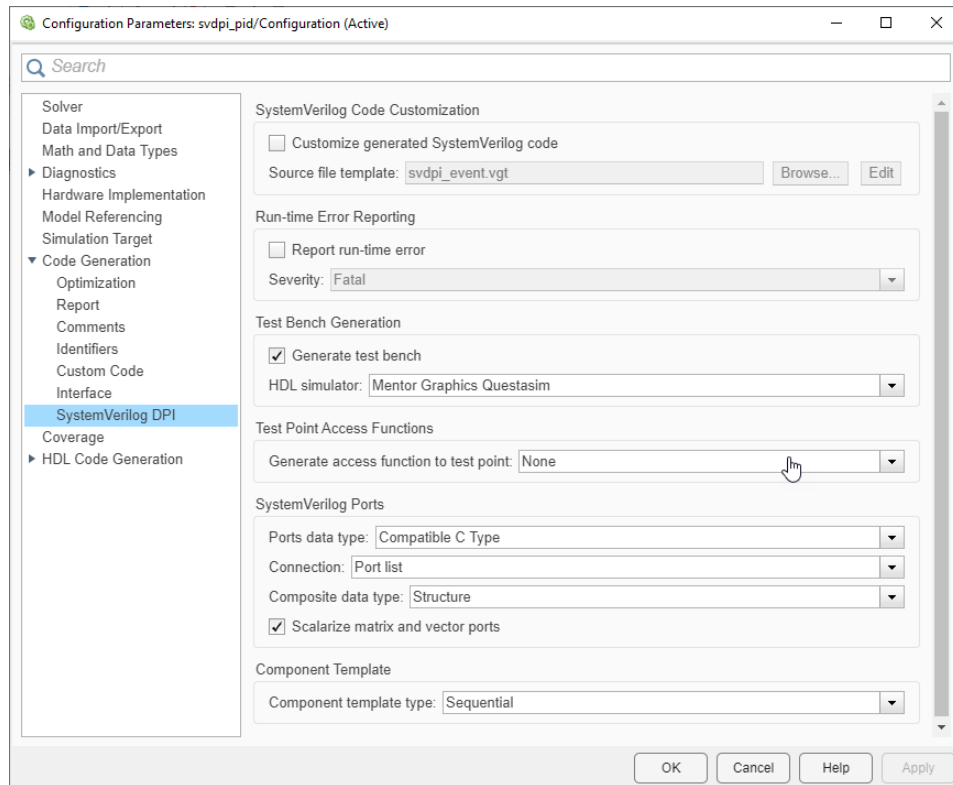 Configuration Parameters: svdpi_pid/Configuration (Active)
Search
Solver
Data Import/Export
Math and Data Types
Diagnostics
Hardware Implementation
Model Referencing
Simulation Target
Code Generation
Optimization
Report
Comments
Identifiers
Custom Code
Interface
SystemVerilog DPI
Coverage
HDL Code Generation
SystemVerilog Code Customization
Customize generated SystemVerilog code
Source file template: svdpi_event.vgt Browse... Edit
Run-time Error Reporting
Report run-time error
Severity: Fatal
Test Bench Generation
Generate test bench
HDL simulator: Mentor Graphics Questasim
Test Point Access Functions
Generate access function to test point: None
SystemVerilog Ports
Ports data type: Compatible C Type
Connection: Port list
Composite data type: Structure
Scalarize matrix and vector ports
Component Template
Component template type: Sequential
OK Cancel Help Apply